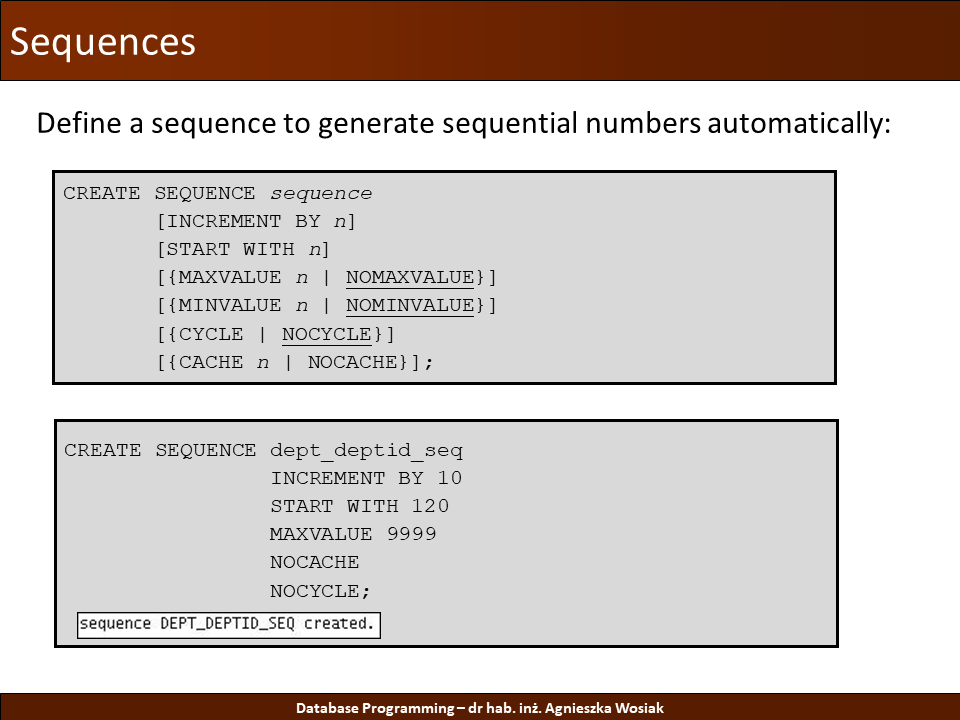 Sequences
Define a sequence to generate sequential numbers automatically:
CREATE SEQUENCE sequence
[INCREMENT BY n]
[START WITH n]
[{MAXVALUE n | NOMAXVALUE}]
[{MINVALUE n | NOMINVALUE}]
[{CYCLE | NOCYCLE}]
[{CACHE n | NOCACHE}];
CREATE SEQUENCE dept_deptid_seq
INCREMENT BY 10
START WITH 120
MAXVALUE 9999
NOCACHE
NOCYCLE;
sequence DEPT_DEPTID_SEQ created.
Database Programming – dr hab. inż. Agnieszka Wosiak